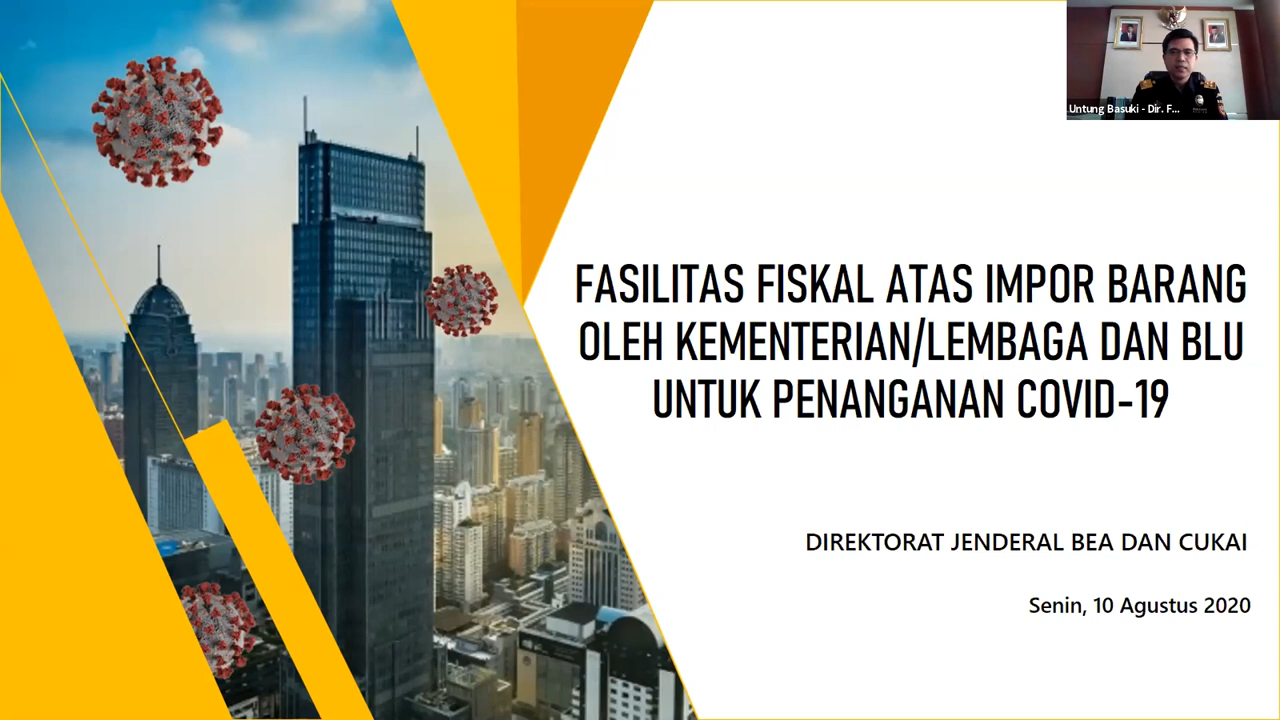 Untung Basuki - Dir. F...
FASILITAS FISKAL ATAS IMPOR BARANG
OLEH KEMENTERIAN/LEMBAGA DAN BLU
UNTUK PENANGANAN COVID-19
DIREKTORAT JENDERAL BEA DAN CUKAI
Senin, 10 Agustus 2020